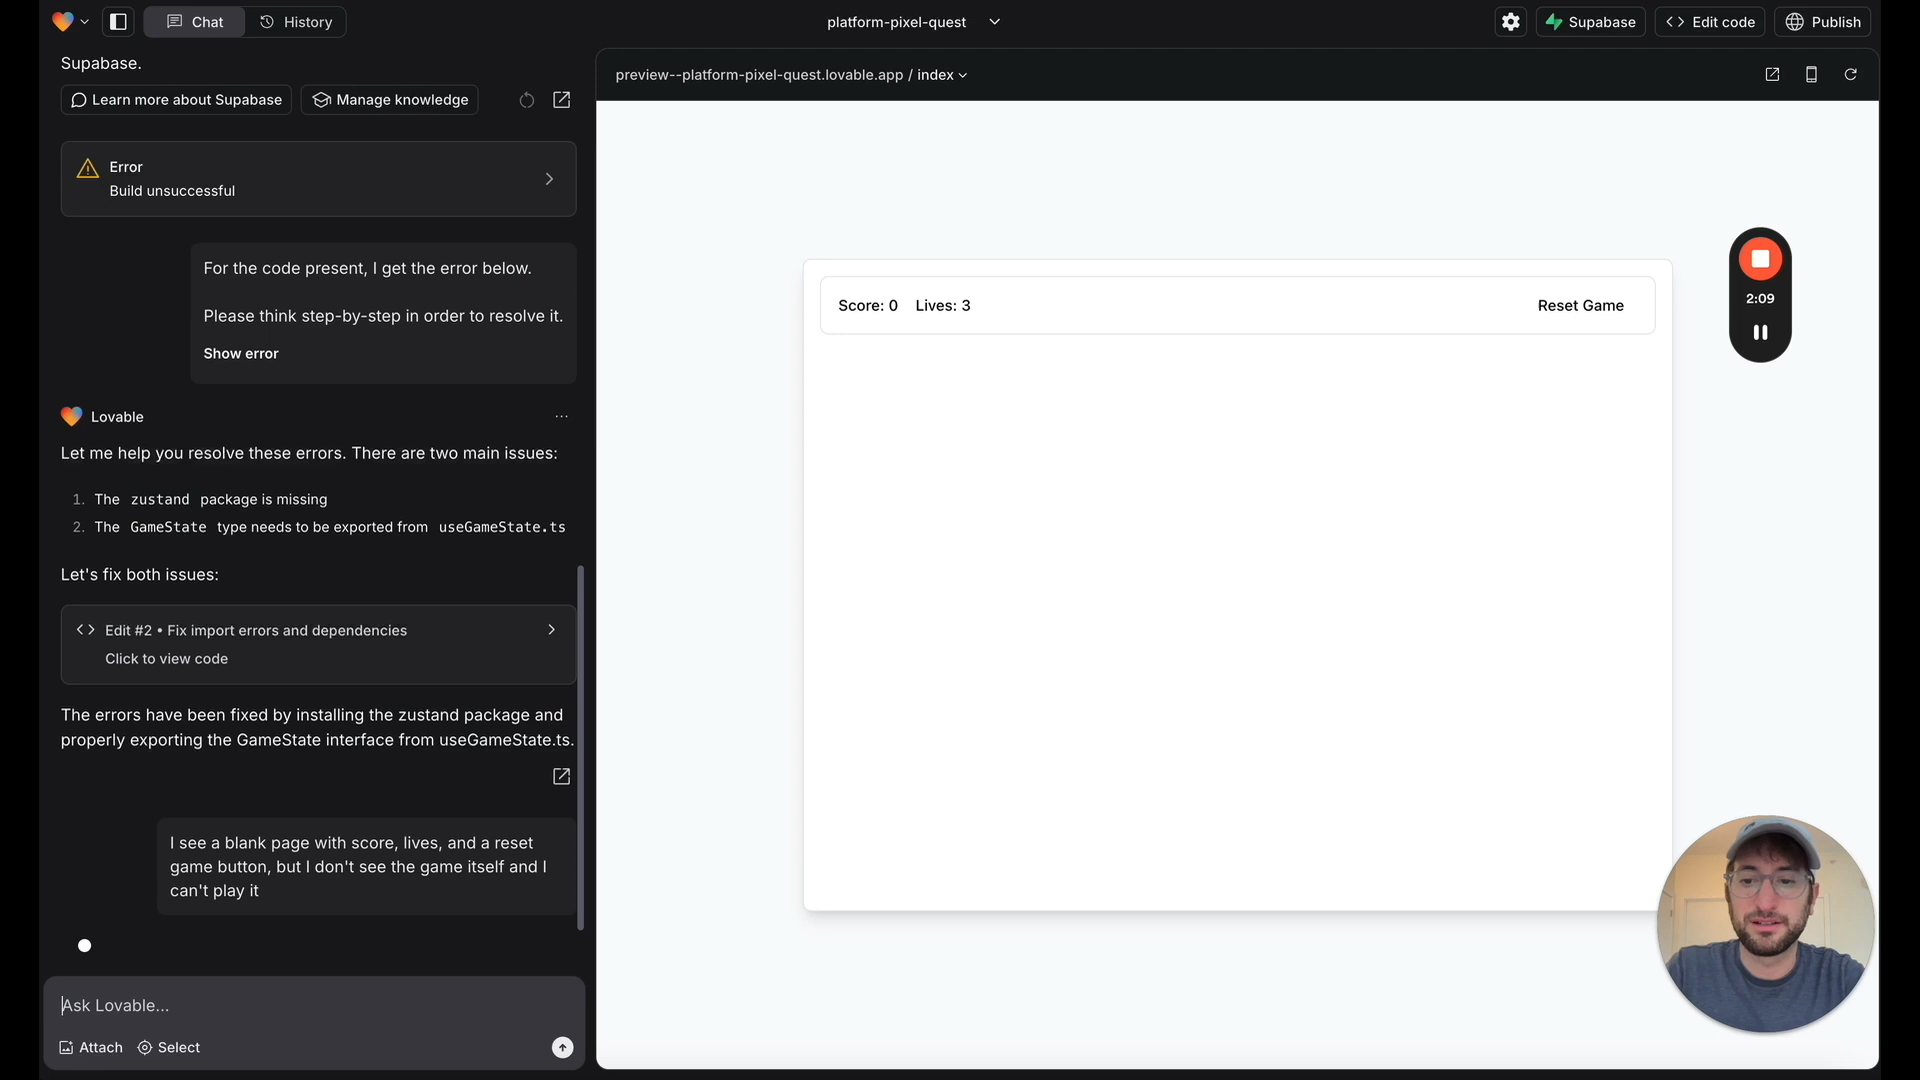 Chat
History
platform-pixel-quest
Supabase
Edit code
Publish
Supabase.
Learn more about Supabase
Manage knowledge
Error
Build unsuccessful
For the code present, I get the error below.
Please think step-by-step in order to resolve it.
Show error
Lovable
Let me help you resolve these errors. There are two main issues:
1. The zustand package is missing
2. The GameState type needs to be exported from useGameState.ts
Let's fix both issues:
Edit #2 • Fix import errors and dependencies
Click to view code
The errors have been fixed by installing the zustand package and
properly exporting the GameState interface from useGameState.ts.
I see a blank page with score, lives, and a reset
game button, but I don't see the game itself and I
can't play it
Ask Lovable...
Attach
Select
preview--platform-pixel-quest.lovable.app / index
Score: 0 Lives: 3
Reset Game
2:09